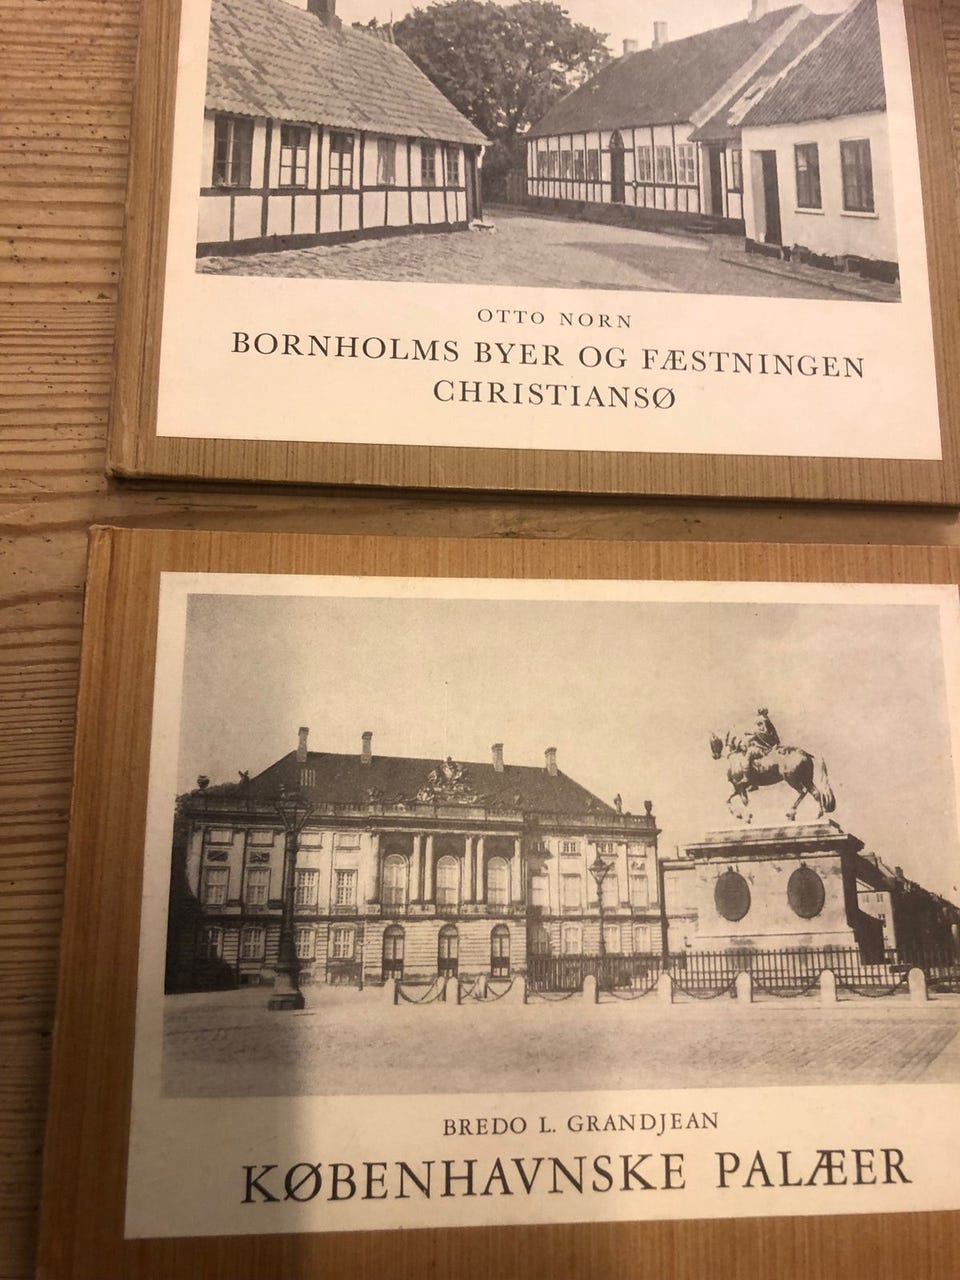 OTTO NORN
BORNHOLMS BYER OG FÆSTNINGEN
CHRISTIANSØ
BREDO L. GRANDJEAN
KØBENHAVNSKE PALÆER